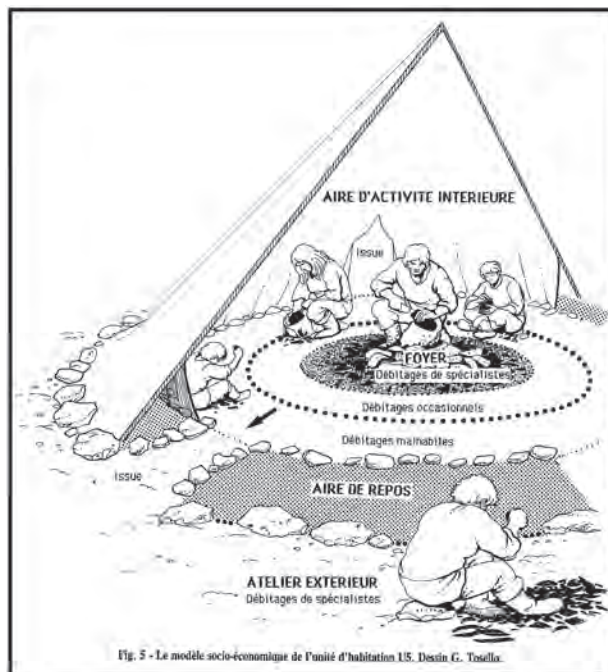 AIRE D'ACTIVITE INTERIEURE
Issue
FOYER
Débitages de spécialistes
Débitages occasionnels
Débitages malhabiles
Issue
AIRE DE REPOS
ATELIER EXTERIEUR
Débitages de spécialistes
Fig. 5 - Le modèle socio-économique de l'unité d'habitation U5. Dessin G. Tosello.